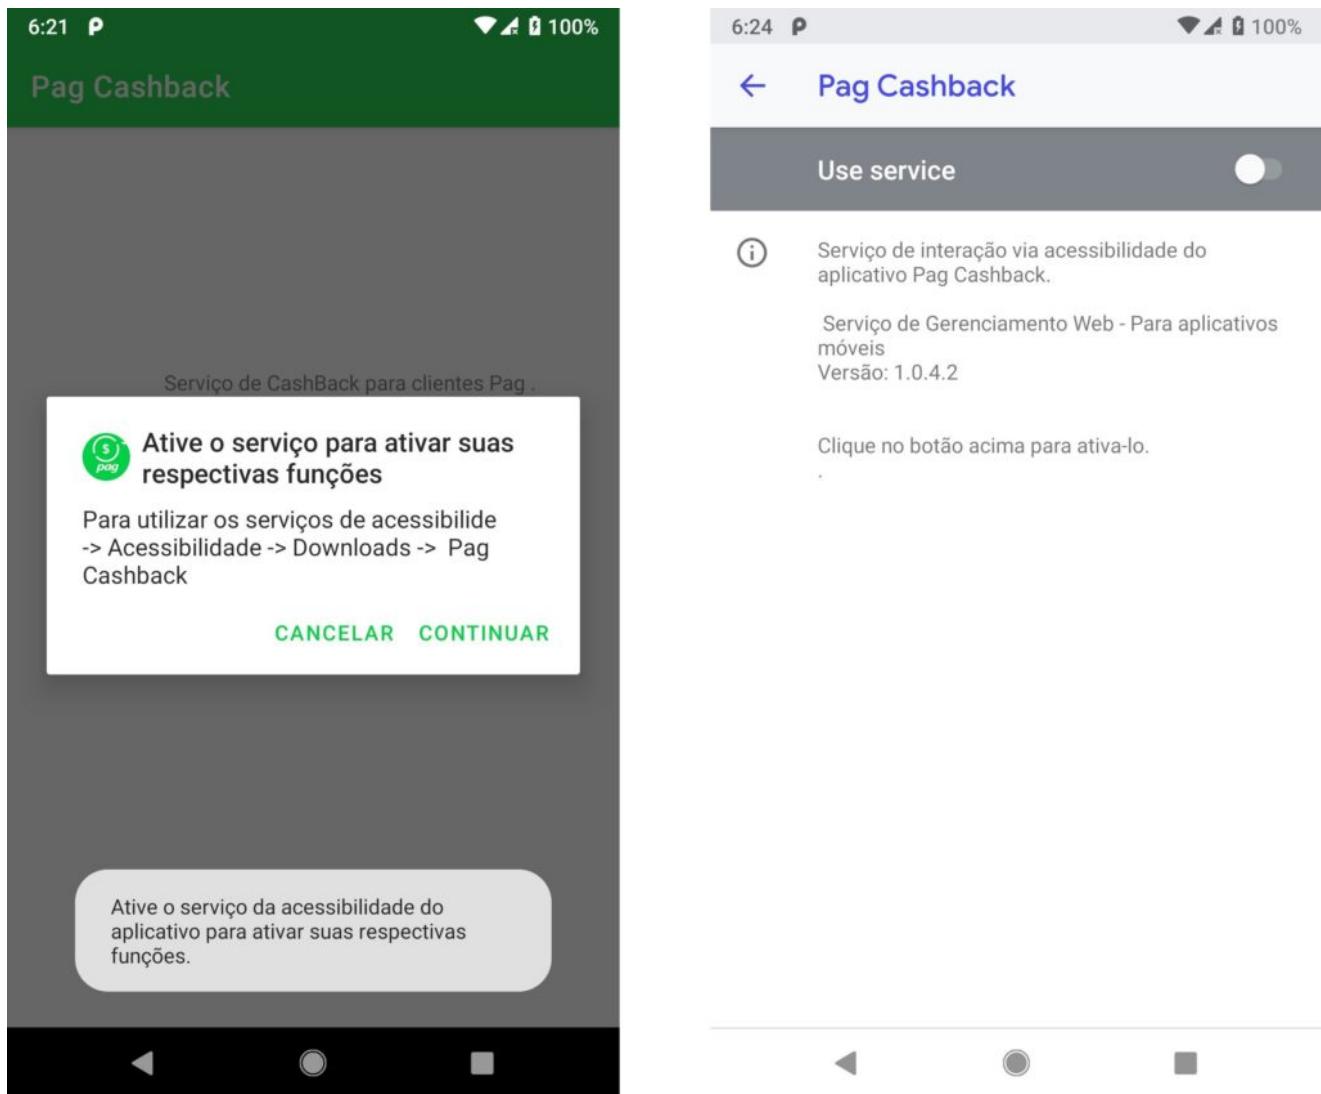 6:21
100%
Pag Cashback
Serviço de CashBack para clientes Pag .
$
pag
Ative o serviço para ativar suas
respectivas funções
Para utilizar os serviços de acessibilide
-> Acessibilidade -> Downloads -> Pag
Cashback
CANCELAR CONTINUAR
Ative o serviço da acessibilidade do
aplicativo para ativar suas respectivas
funções.
6:24
100%
Pag Cashback
Use service
Serviço de interação via acessibilidade do
aplicativo Pag Cashback.
Serviço de Gerenciamento Web - Para aplicativos
móveis
Versão: 1.0.4.2
Clique no botão acima para ativa-lo.
.